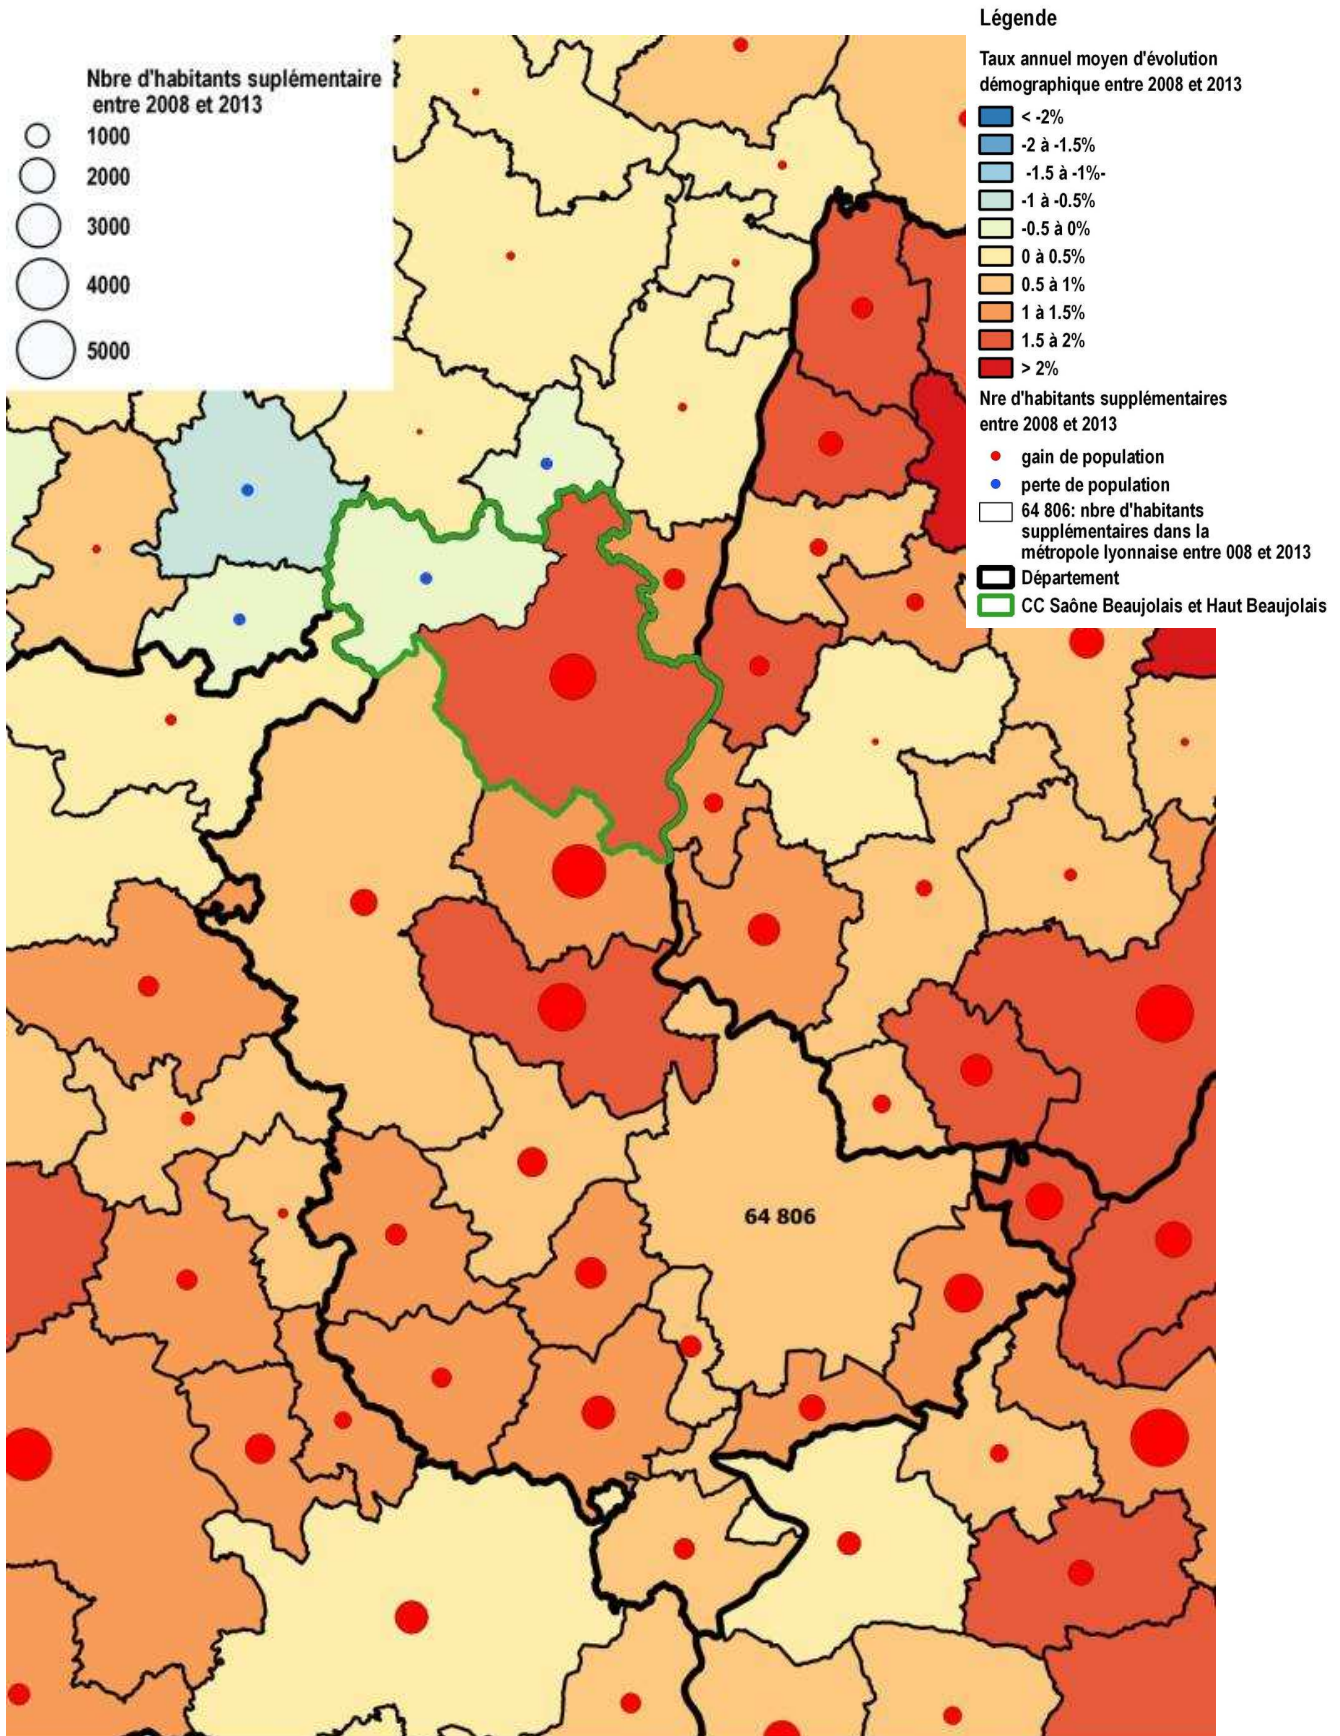 Nbre d'habitants suplémentaire
entre 2008 et 2013
1000
2000
3000
4000
5000
Légende
Taux annuel moyen d'évolution
démographique entre 2008 et 2013
< -2%
-2 à -1.5%
-1.5 à -1%-
-1 à -0.5%
-0.5 à 0%
0 à 0.5%
0.5 à 1%
1 à 1.5%
1.5 à 2%
> 2%
Nre d'habitants supplémentaires
entre 2008 et 2013
gain de population
perte de population
64 806: nbre d'habitants
supplémentaires dans la
métropole lyonnaise entre 008 et 2013
Département
CC Saône Beaujolais et Haut Beaujolais
64 806